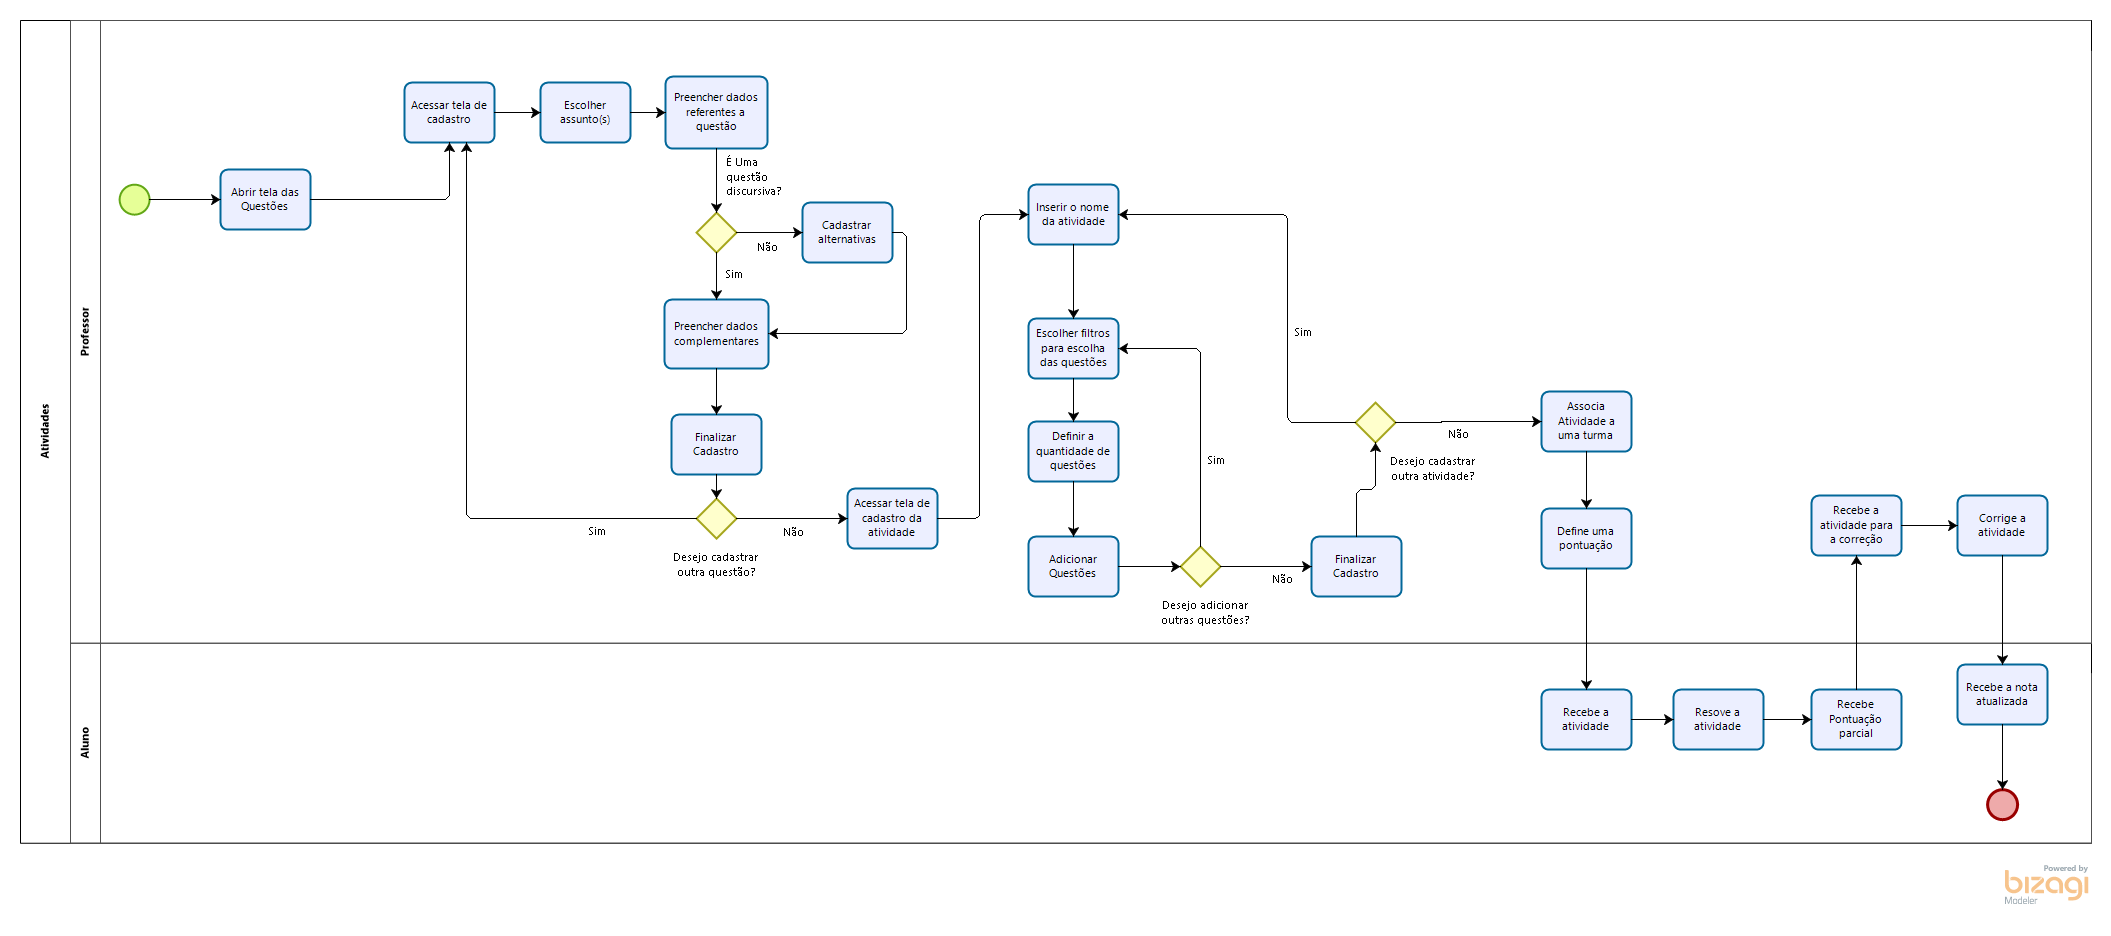 Atividades
Professor
Aluno
Abrir tela das
Questões
Acessar tela de
cadastro
Escolher
assunto(s)
Preencher dados
referentes a
questão
É Uma
questão
discursiva?
Não
Cadastrar
alternativas
Sim
Preencher dados
complementares
Finalizar
Cadastro
Sim
Não
Desejo cadastrar
outra questão?
Acessar tela de
cadastro da
atividade
Inserir o nome
da atividade
Escolher filtros
para escolha
das questões
Definir a
quantidade de
questões
Adicionar
Questões
Sim
Não
Desejo adicionar
outras questões?
Finalizar
Cadastro
Sim
Não
Desejo cadastrar
outra atividade?
Associa
Atividade a
uma turma
Define uma
pontuação
Recebe a
atividade
Resove a
atividade
Recebe
Pontuação
parcial
Recebe a
atividade para
a correção
Corrige a
atividade
Recebe a nota
atualizada
Powered by
bizagi
Modeler